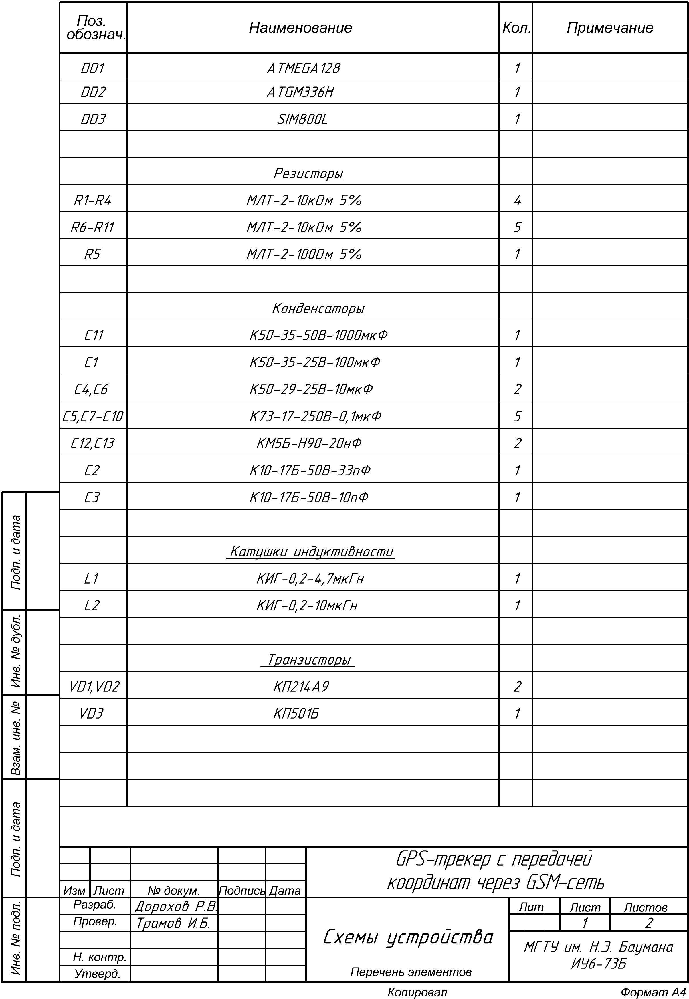 Поз. обознач. Наименование Кол. Примечание
DD1 ATMEGA128 1
DD2 ATGM336H 1
DD3 SIM800L 1
Резисторы
R1-R4 МЛТ-2-10кОм 5% 4
R6-R11 МЛТ-2-10кОм 5% 5
R5 МЛТ-2-100Ом 5% 1
Конденсаторы
C11 К50-35-50В-1000мкФ 1
C1 К50-35-25В-100мкФ 1
C4,C6 К50-29-25В-10мкФ 2
C5,C7-C10 К73-17-250В-0,1мкФ 5
C12,C13 КМ5Б-Н90-20нФ 2
C2 К10-17Б-50В-33пФ 1
C3 К10-17Б-50В-10пФ 1
Катушки индуктивности
L1 КИГ-0,2-4,7мкГн 1
L2 КИГ-0,2-10мкГн 1
Транзисторы
VD1,VD2 КП214А9 2
VD3 КП501Б 1
Подп. и дата
Инв. № дубл.
Взам. инв. №
Подп. и дата
Инв. № подл.
GPS-трекер с передачей
координат через GSM-сеть
Изм Лист № докум. Подпись Дата
Разраб. Дорохов Р.В.
Провер. Трамов И.Б.
Н. контр.
Утверд.
Схемы устройства
Перечень элементов
Лит Лист Листов
1 2
МГТУ им. Н.Э. Баумана
ИУ6-73Б
Копировал Формат А4